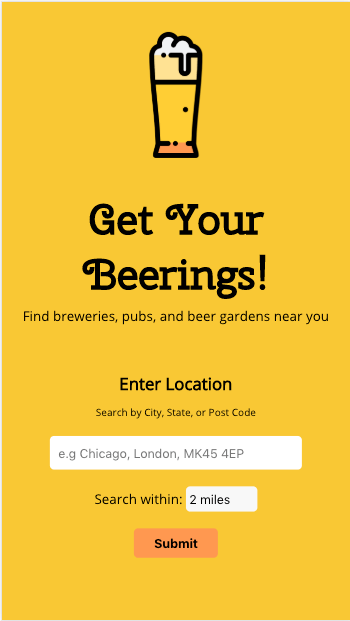 Get Your
Beerings!
Find breweries, pubs, and beer gardens near you
Enter Location
Search by City, State, or Post Code
e.g Chicago, London, MK45 4EP
Search within: 2 miles
Submit